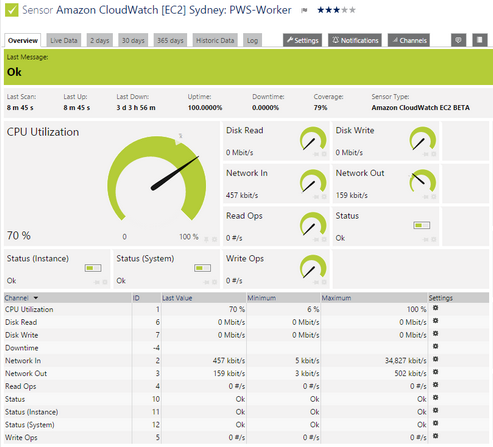 Sensor Amazon CloudWatch [EC2] Sydney: PWS-Worker
Overview Live Data 2 days 30 days 365 days Historic Data Log Settings Notifications Channels
Last Message:
Ok
Last Scan: Last Up: Last Down: Uptime: Downtime: Coverage: Sensor Type:
8 m 45 s 8 m 45 s 3 d 3 h 56 m 100.0000% 0.0000% 79% Amazon CloudWatch EC2 BETA
CPU Utilization
70 %
0 100 %
Disk Read
0 Mbit/s
Disk Write
0 Mbit/s
Network In
457 kbit/s
Network Out
159 kbit/s
Read Ops
0 #/s
Status
Ok
Status (Instance)
Ok
Status (System)
Ok
Write Ops
0 #/s
Channel ID Last Value Minimum Maximum Settings
CPU Utilization 1 70 % 6 % 100 %
Disk Read 6 0 Mbit/s 0 Mbit/s 0 Mbit/s
Disk Write 7 0 Mbit/s 0 Mbit/s 0 Mbit/s
Downtime -4
Network In 2 457 kbit/s 5 kbit/s 34,827 kbit/s
Network Out 3 159 kbit/s 3 kbit/s 502 kbit/s
Read Ops 4 0 #/s 0 #/s 0 #/s
Status 10 Ok Ok Ok
Status (Instance) 11 Ok Ok Ok
Status (System) 12 Ok Ok Ok
Write Ops 5 0 #/s 0 #/s 0 #/s